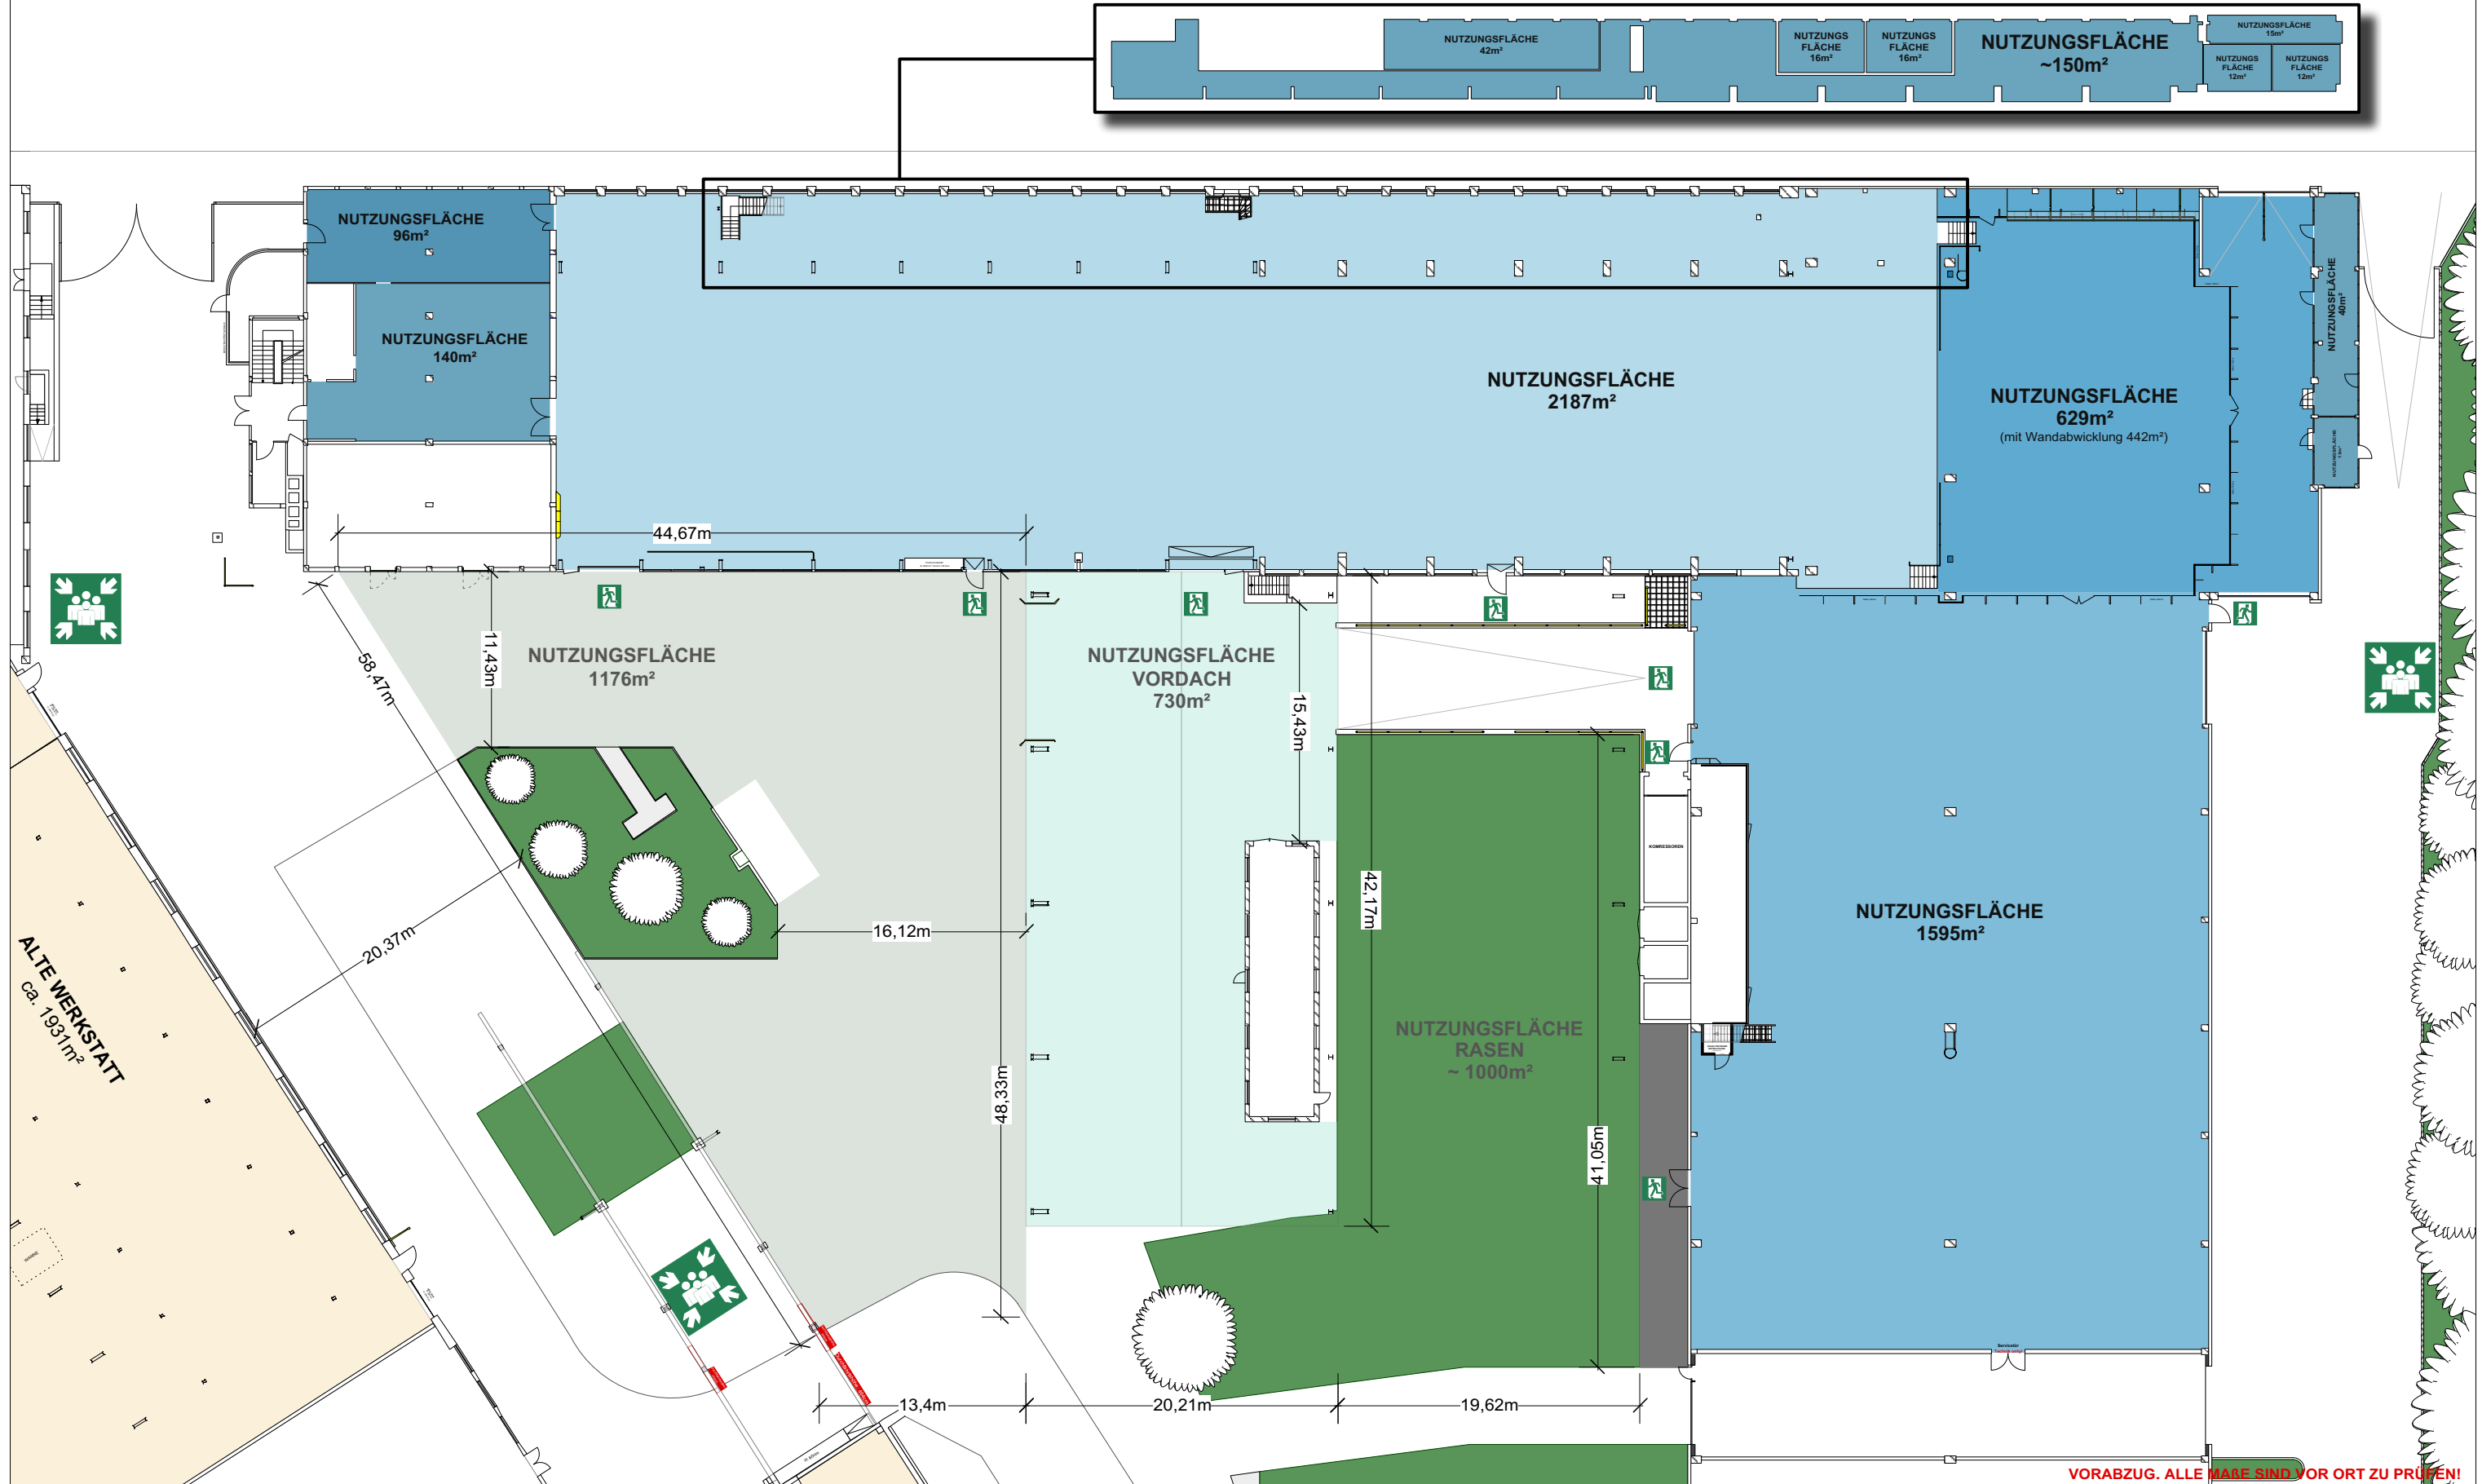 NUTZUNGSFLÄCHE
42m²
NUTZUNGS
FLÄCHE
16m²
NUTZUNGS
FLÄCHE
16m²
NUTZUNGSFLÄCHE
~150m²
NUTZUNGSFLÄCHE
15m²
NUTZUNGS
FLÄCHE
12m²
NUTZUNGS
FLÄCHE
12m²
NUTZUNGSFLÄCHE
96m²
NUTZUNGSFLÄCHE
140m²
NUTZUNGSFLÄCHE
2187m²
NUTZUNGSFLÄCHE
629m²
(mit Wandabwicklung 442m²)
NUTZUNGSFLÄCHE
40m²
NUTZUNGSFLÄCHE
44,67m
11,43m
58,47m
NUTZUNGSFLÄCHE
1176m²
NUTZUNGSFLÄCHE
VORDACH
730m²
15,43m
42,17m
16,12m
20,37m
48,33m
KOMRESSOREN
NUTZUNGSFLÄCHE
1595m²
ALTE WERKSTATT
ca. 1931m²
NUTZUNGSFLÄCHE
RASEN
~ 1000m²
41,05m
Servicetür
13,4m
20,21m
19,62m
VORABZUG. ALLE MAßE SIND VOR ORT ZU PRÜFEN!